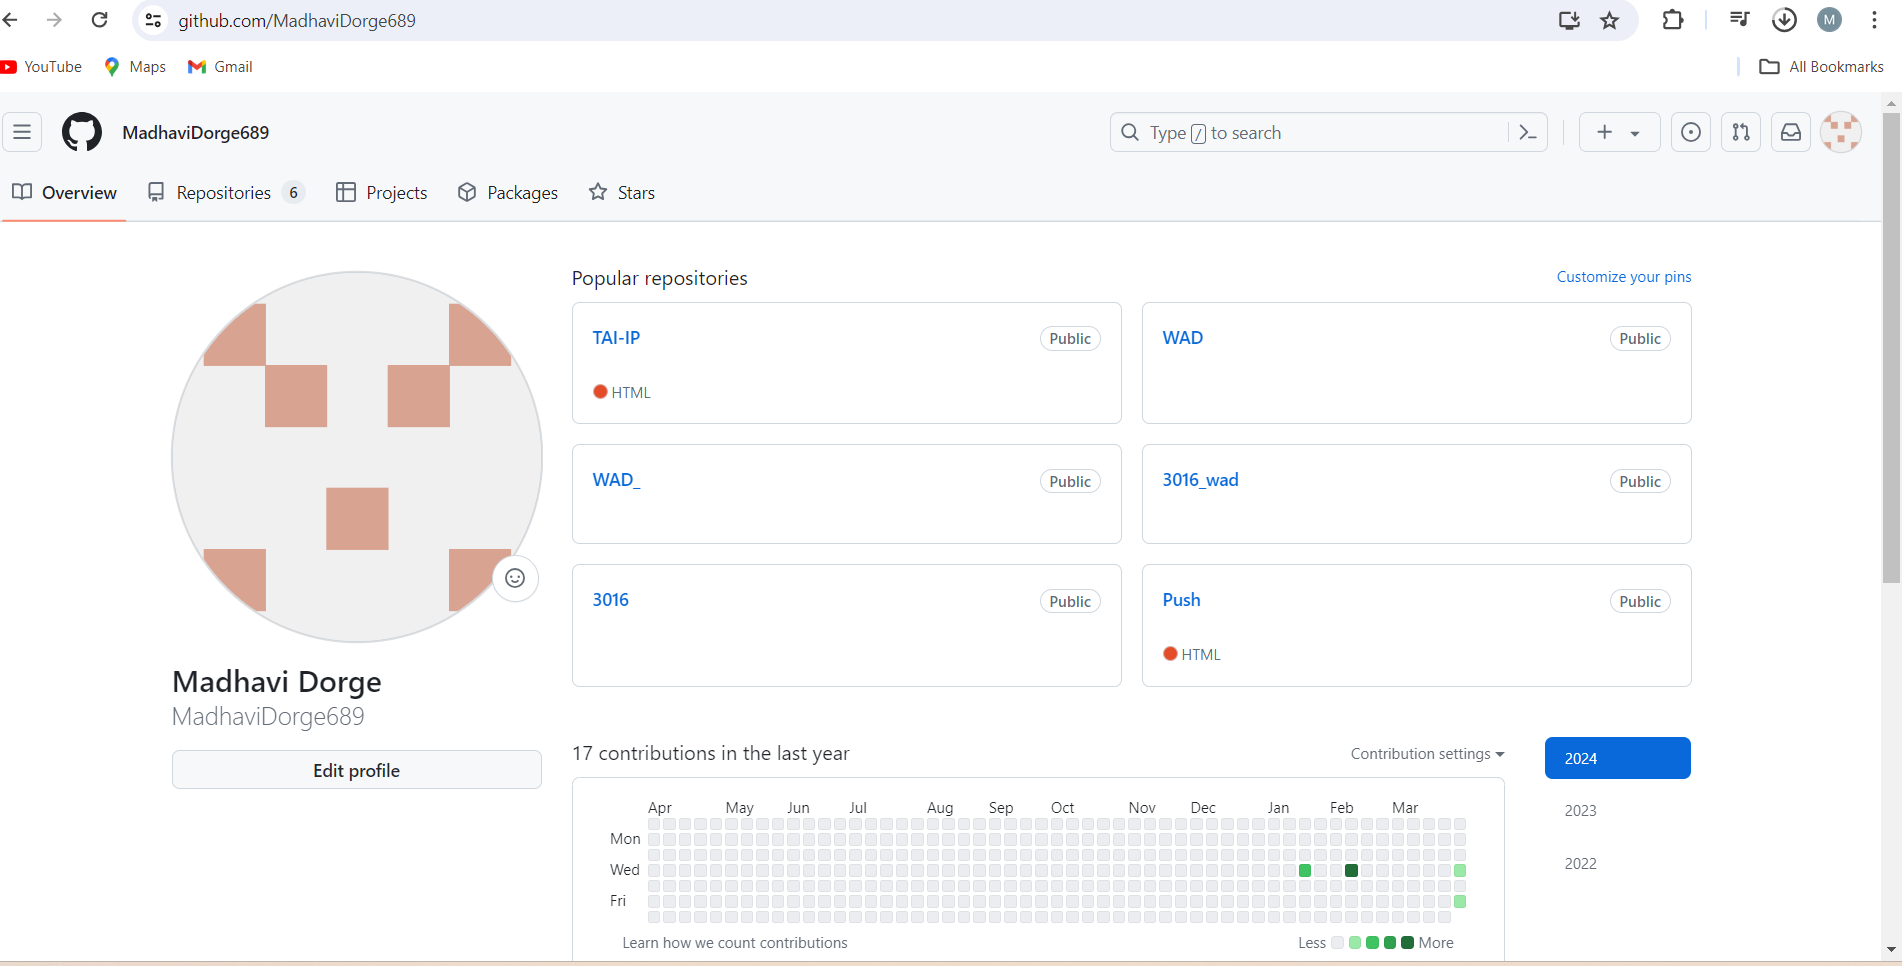 github.com/MadhaviDorge689
M
YouTube Maps Gmail
All Bookmarks
MadhaviDorge689
Type / to search
Overview Repositories 6 Projects Packages Stars
Popular repositories
Customize your pins
TAI-IP Public
HTML
WAD Public
WAD_ Public
3016_wad Public
3016 Public
Push Public
HTML
Madhavi Dorge
MadhaviDorge689
Edit profile
17 contributions in the last year
Contribution settings
2024
2023
2022
Apr May Jun Jul Aug Sep Oct Nov Dec Jan Feb Mar
Mon
Wed
Fri
Learn how we count contributions
Less More